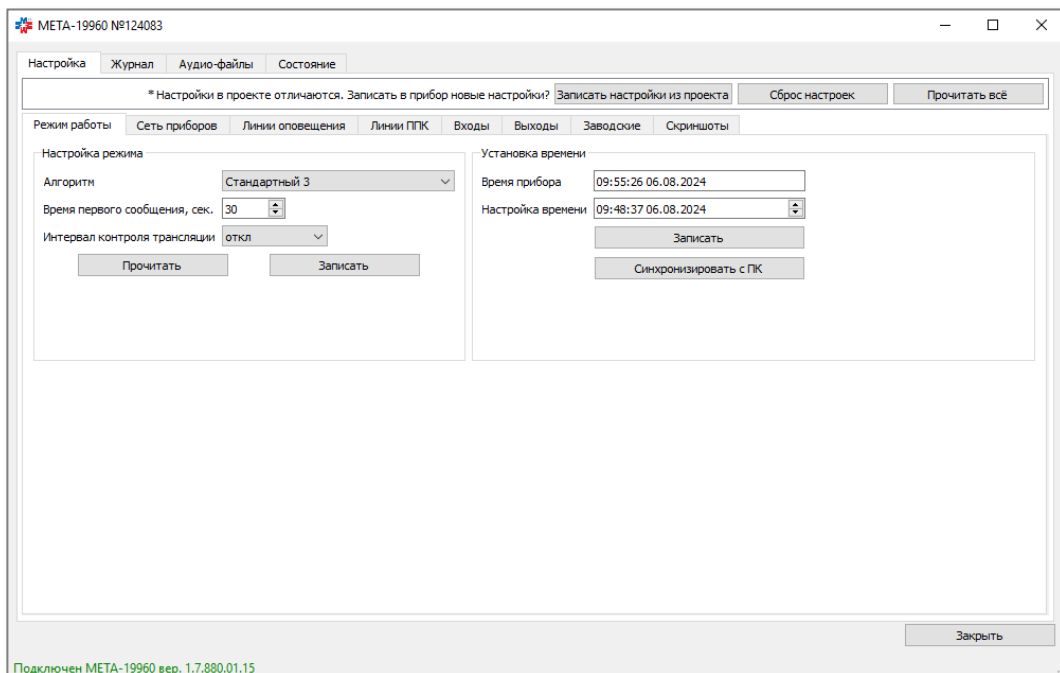 МЕТА-19960 №124083
Настройка Журнал Аудио-файлы Состояние
* Настройки в проекте отличаются. Записать в прибор новые настройки? Записать настройки из проекта Сброс настроек Прочитать всё
Режим работы Сеть приборов Линии оповещения Линии ППК Входы Выходы Заводские Скриншоты
Настройка режима
Алгоритм Стандартный 3
Время первого сообщения, сек. 30
Интервал контроля трансляции откл
Прочитать Записать
Установка времени
Время прибора 09:55:26 06.08.2024
Настройка времени 09:48:37 06.08.2024
Записать
Синхронизировать с ПК
Закрыть
Подключен МЕТА-19960 вер. 1.7.880.01.15